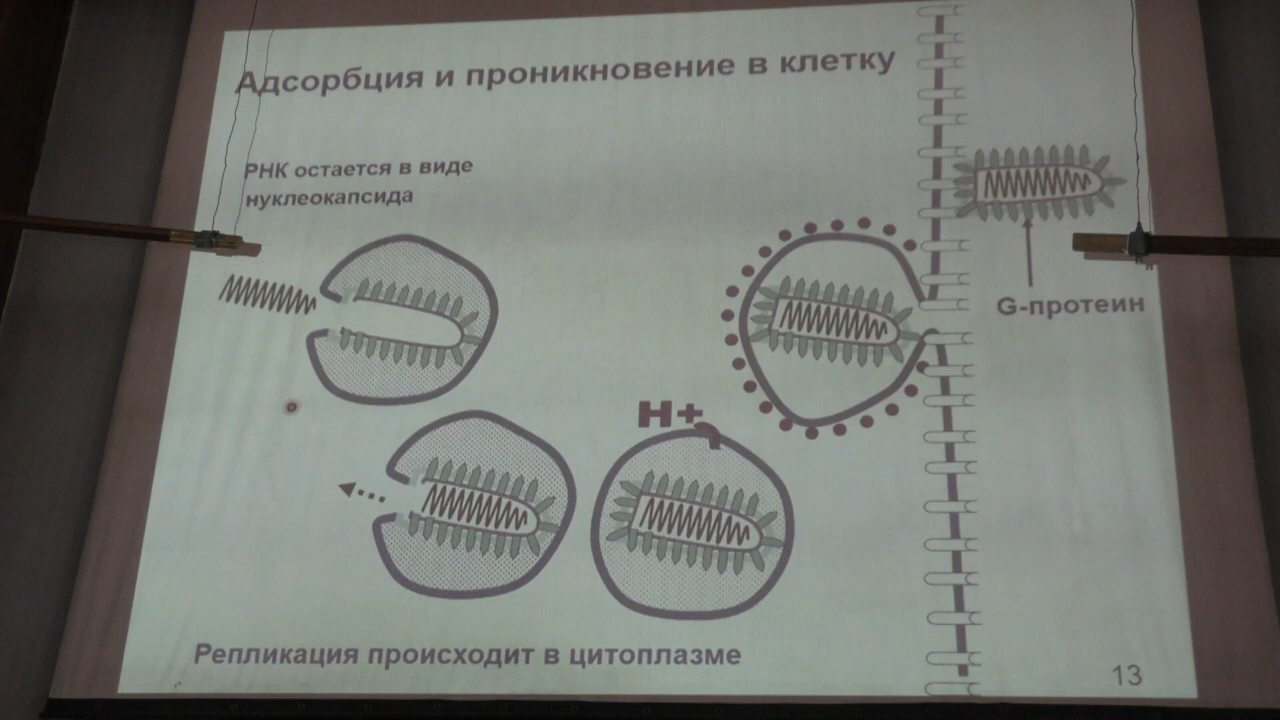 Адсорбция и проникновение в клетку
РНК остается в виде
нуклеокапсида
G-протеин
H+
Репликация происходит в цитоплазме
13